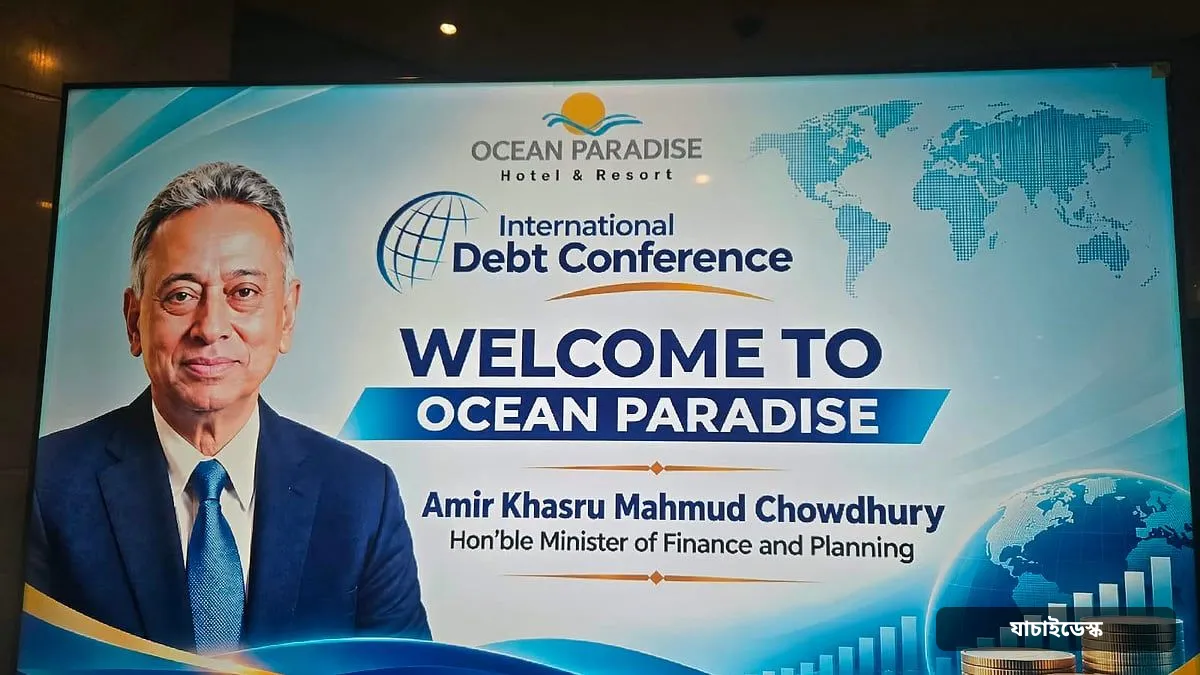 OCEAN PARADISE
Hotel & Resort
International
Debt Conference
WELCOME TO
OCEAN PARADISE
Amir Khasru Mahmud Chowdhury
Hon'ble Minister of Finance and Planning
যাচাইডেস্ক